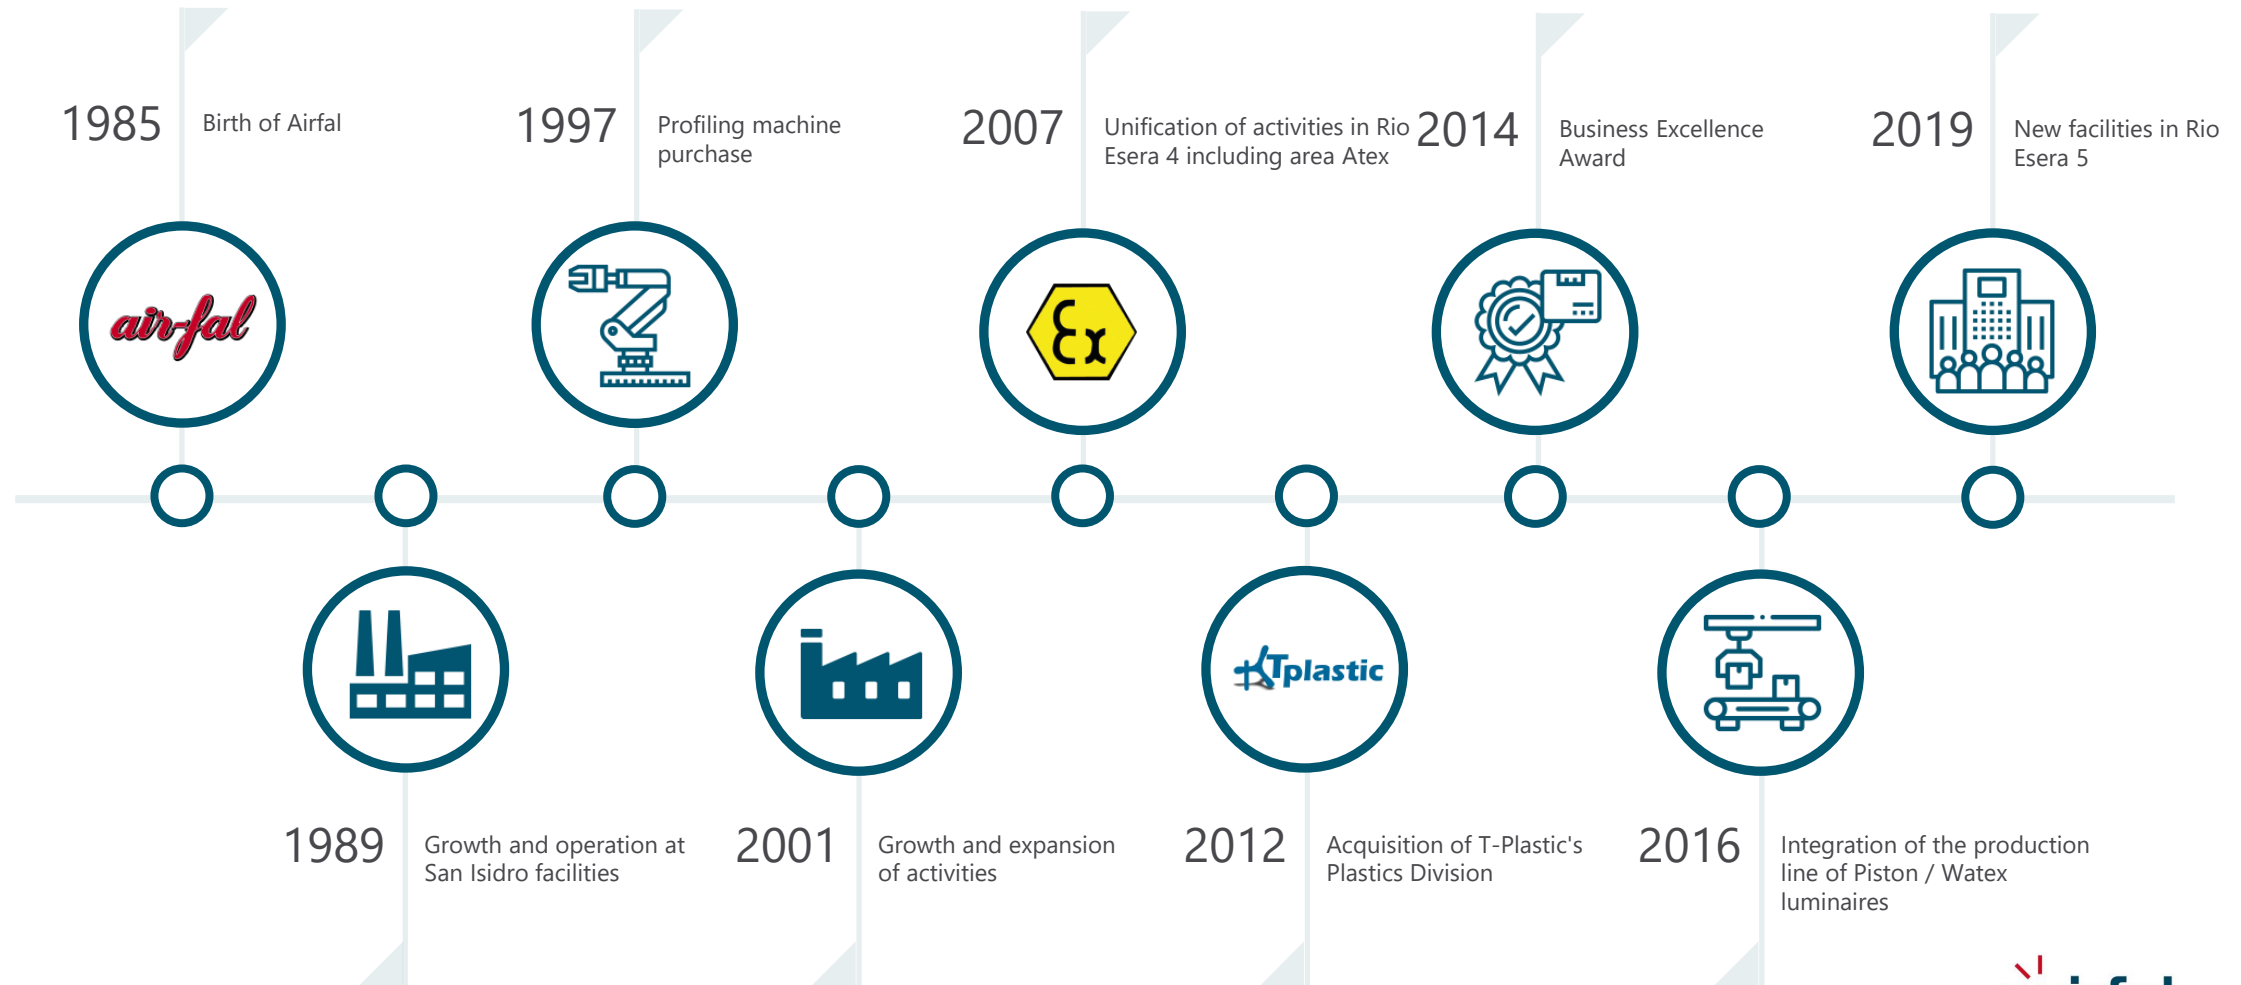 1985
Birth of Airfal
1997
Profiling machine
purchase
2007
Unification of activities in Rio
Esera 4 including area Atex
2014
Business Excellence
Award
2019
New facilities in Rio
Esera 5
air-fal
Ex
Tplastic
1989
Growth and operation at
San Isidro facilities
2001
Growth and expansion
of activities
2012
Acquisition of T-Plastic's
Plastics Division
2016
Integration of the production
line of Piston / Watex
luminaires